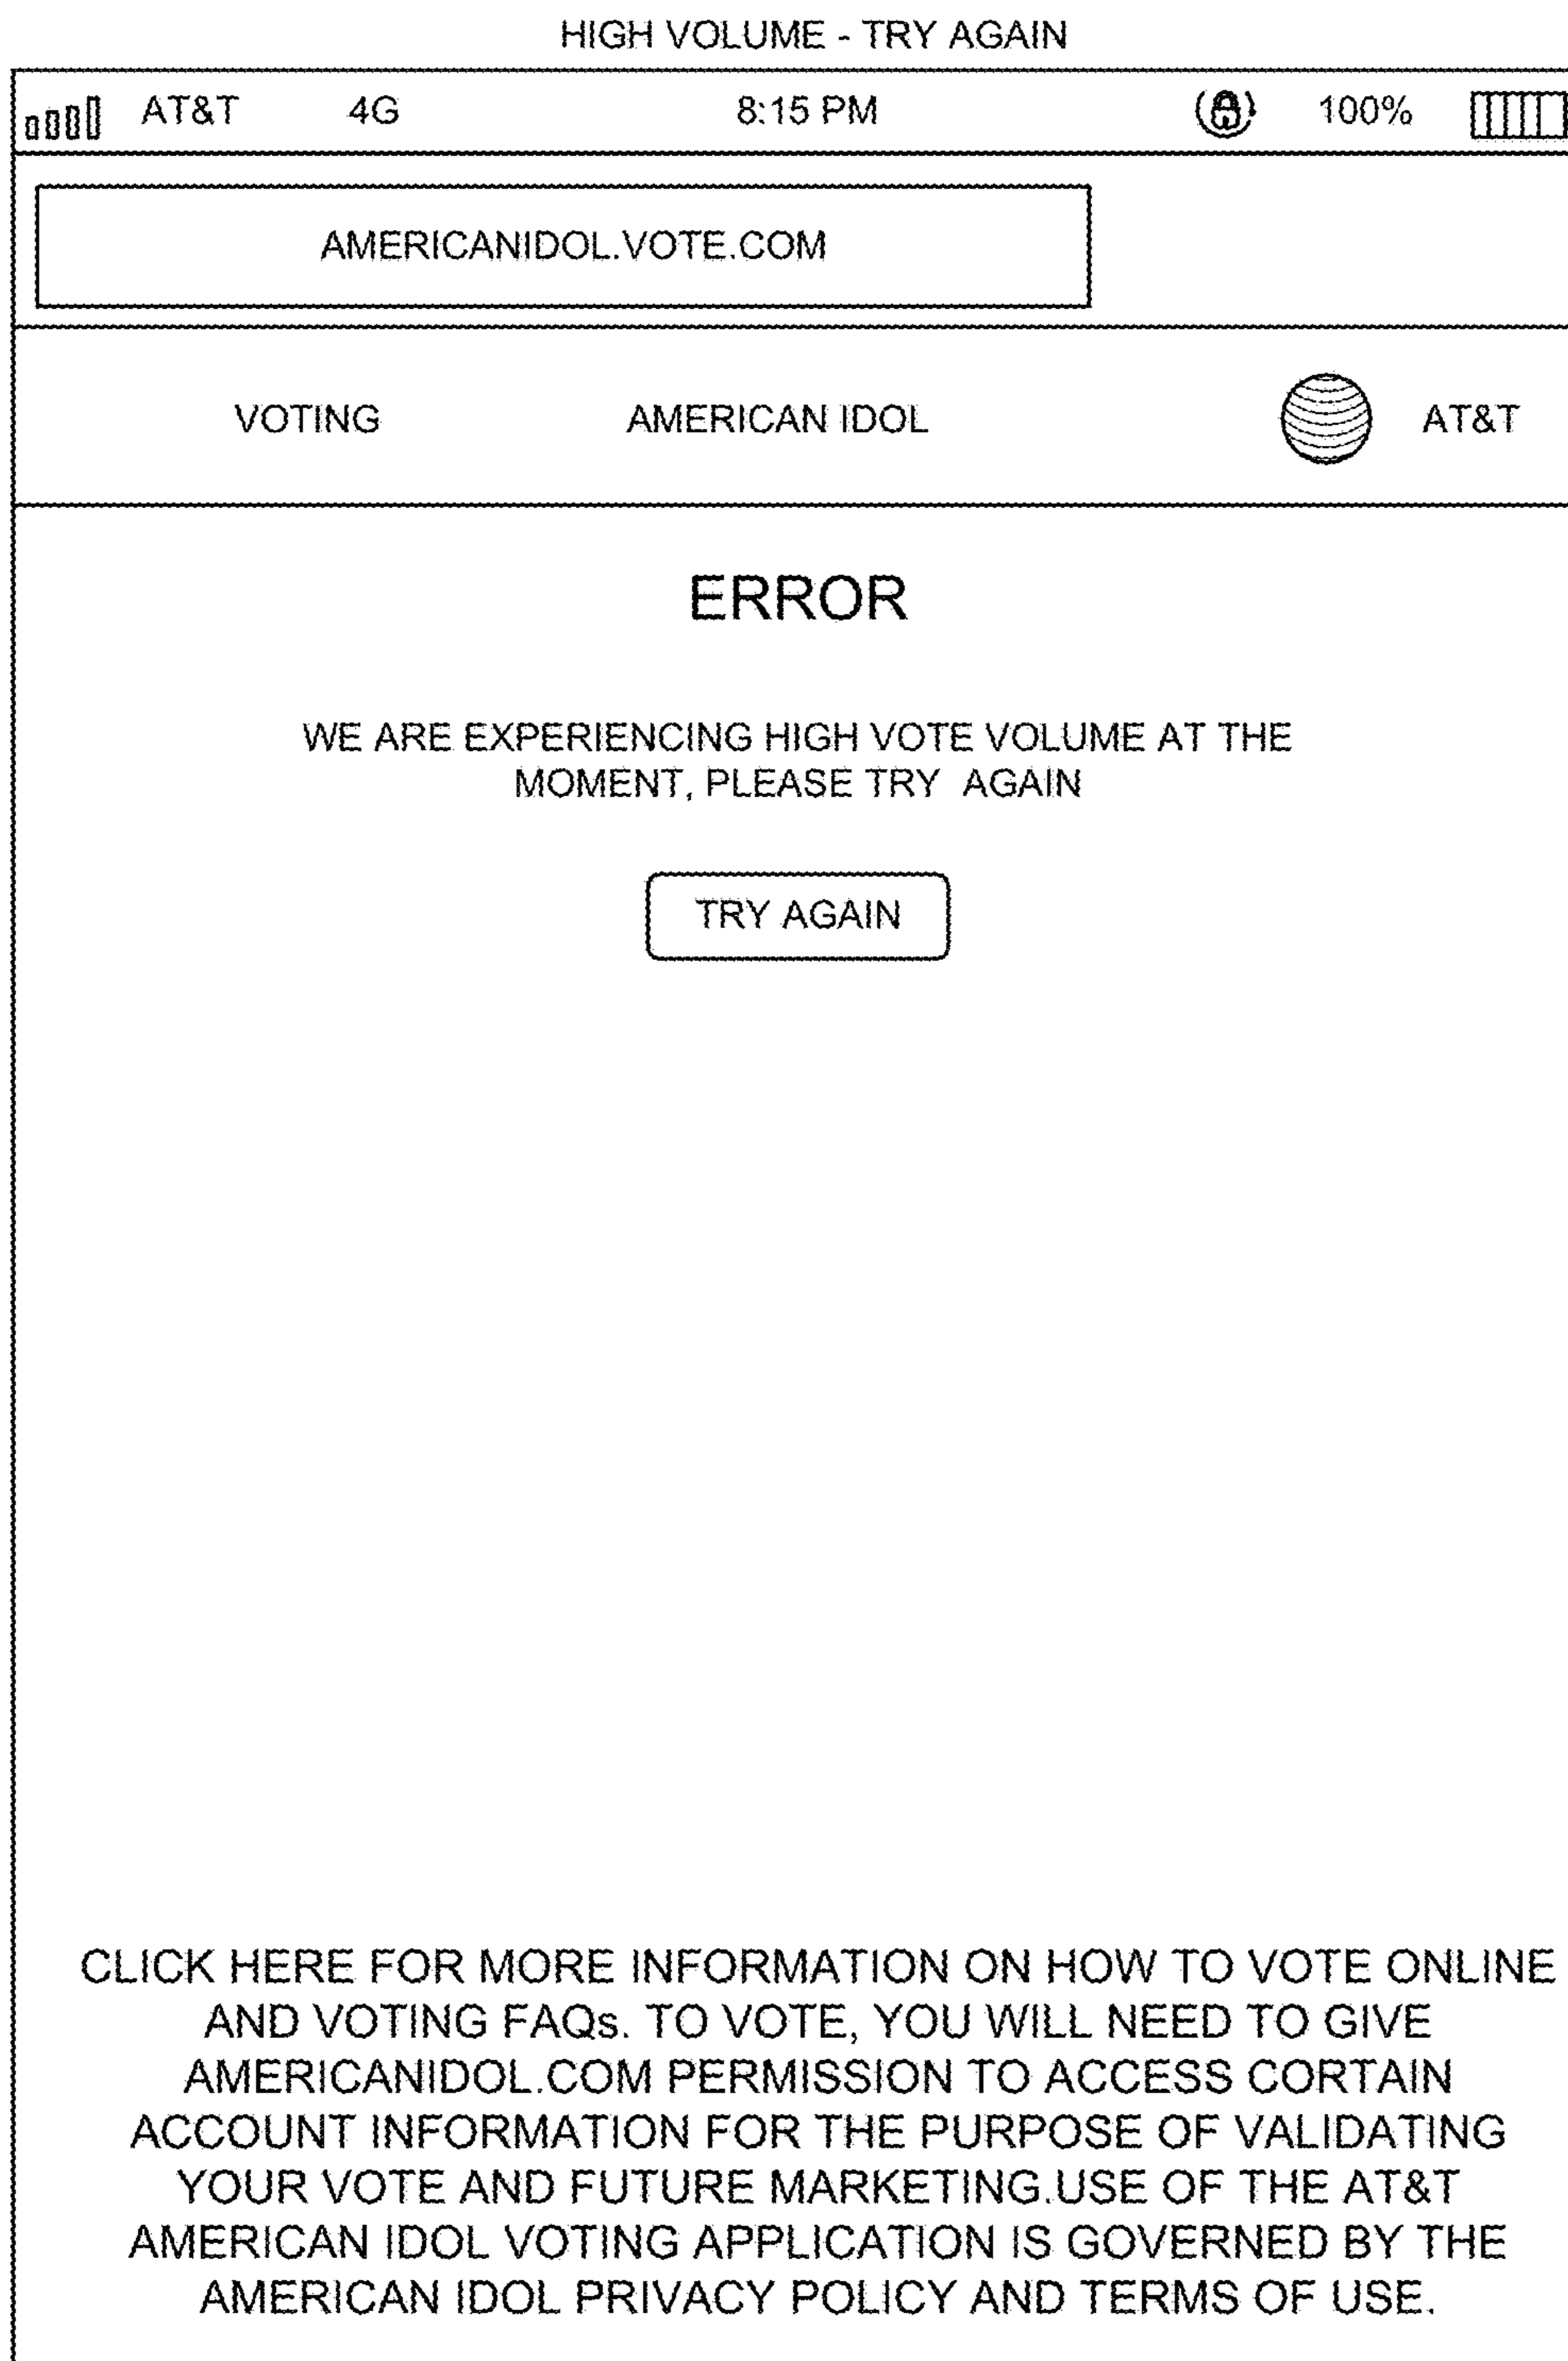 HIGH VOLUME - TRY AGAIN
AT&T 4G 8:15 PM 100%
AMERICANIDOL.VOTE.COM
VOTING AMERICAN IDOL AT&T
ERROR
WE ARE EXPERIENCING HIGH VOTE VOLUME AT THE
MOMENT, PLEASE TRY AGAIN
TRY AGAIN
CLICK HERE FOR MORE INFORMATION ON HOW TO VOTE ONLINE
AND VOTING FAQs. TO VOTE, YOU WILL NEED TO GIVE
AMERICANIDOL.COM PERMISSION TO ACCESS CORTAIN
ACCOUNT INFORMATION FOR THE PURPOSE OF VALIDATING
YOUR VOTE AND FUTURE MARKETING.USE OF THE AT&T
AMERICAN IDOL VOTING APPLICATION IS GOVERNED BY THE
AMERICAN IDOL PRIVACY POLICY AND TERMS OF USE.